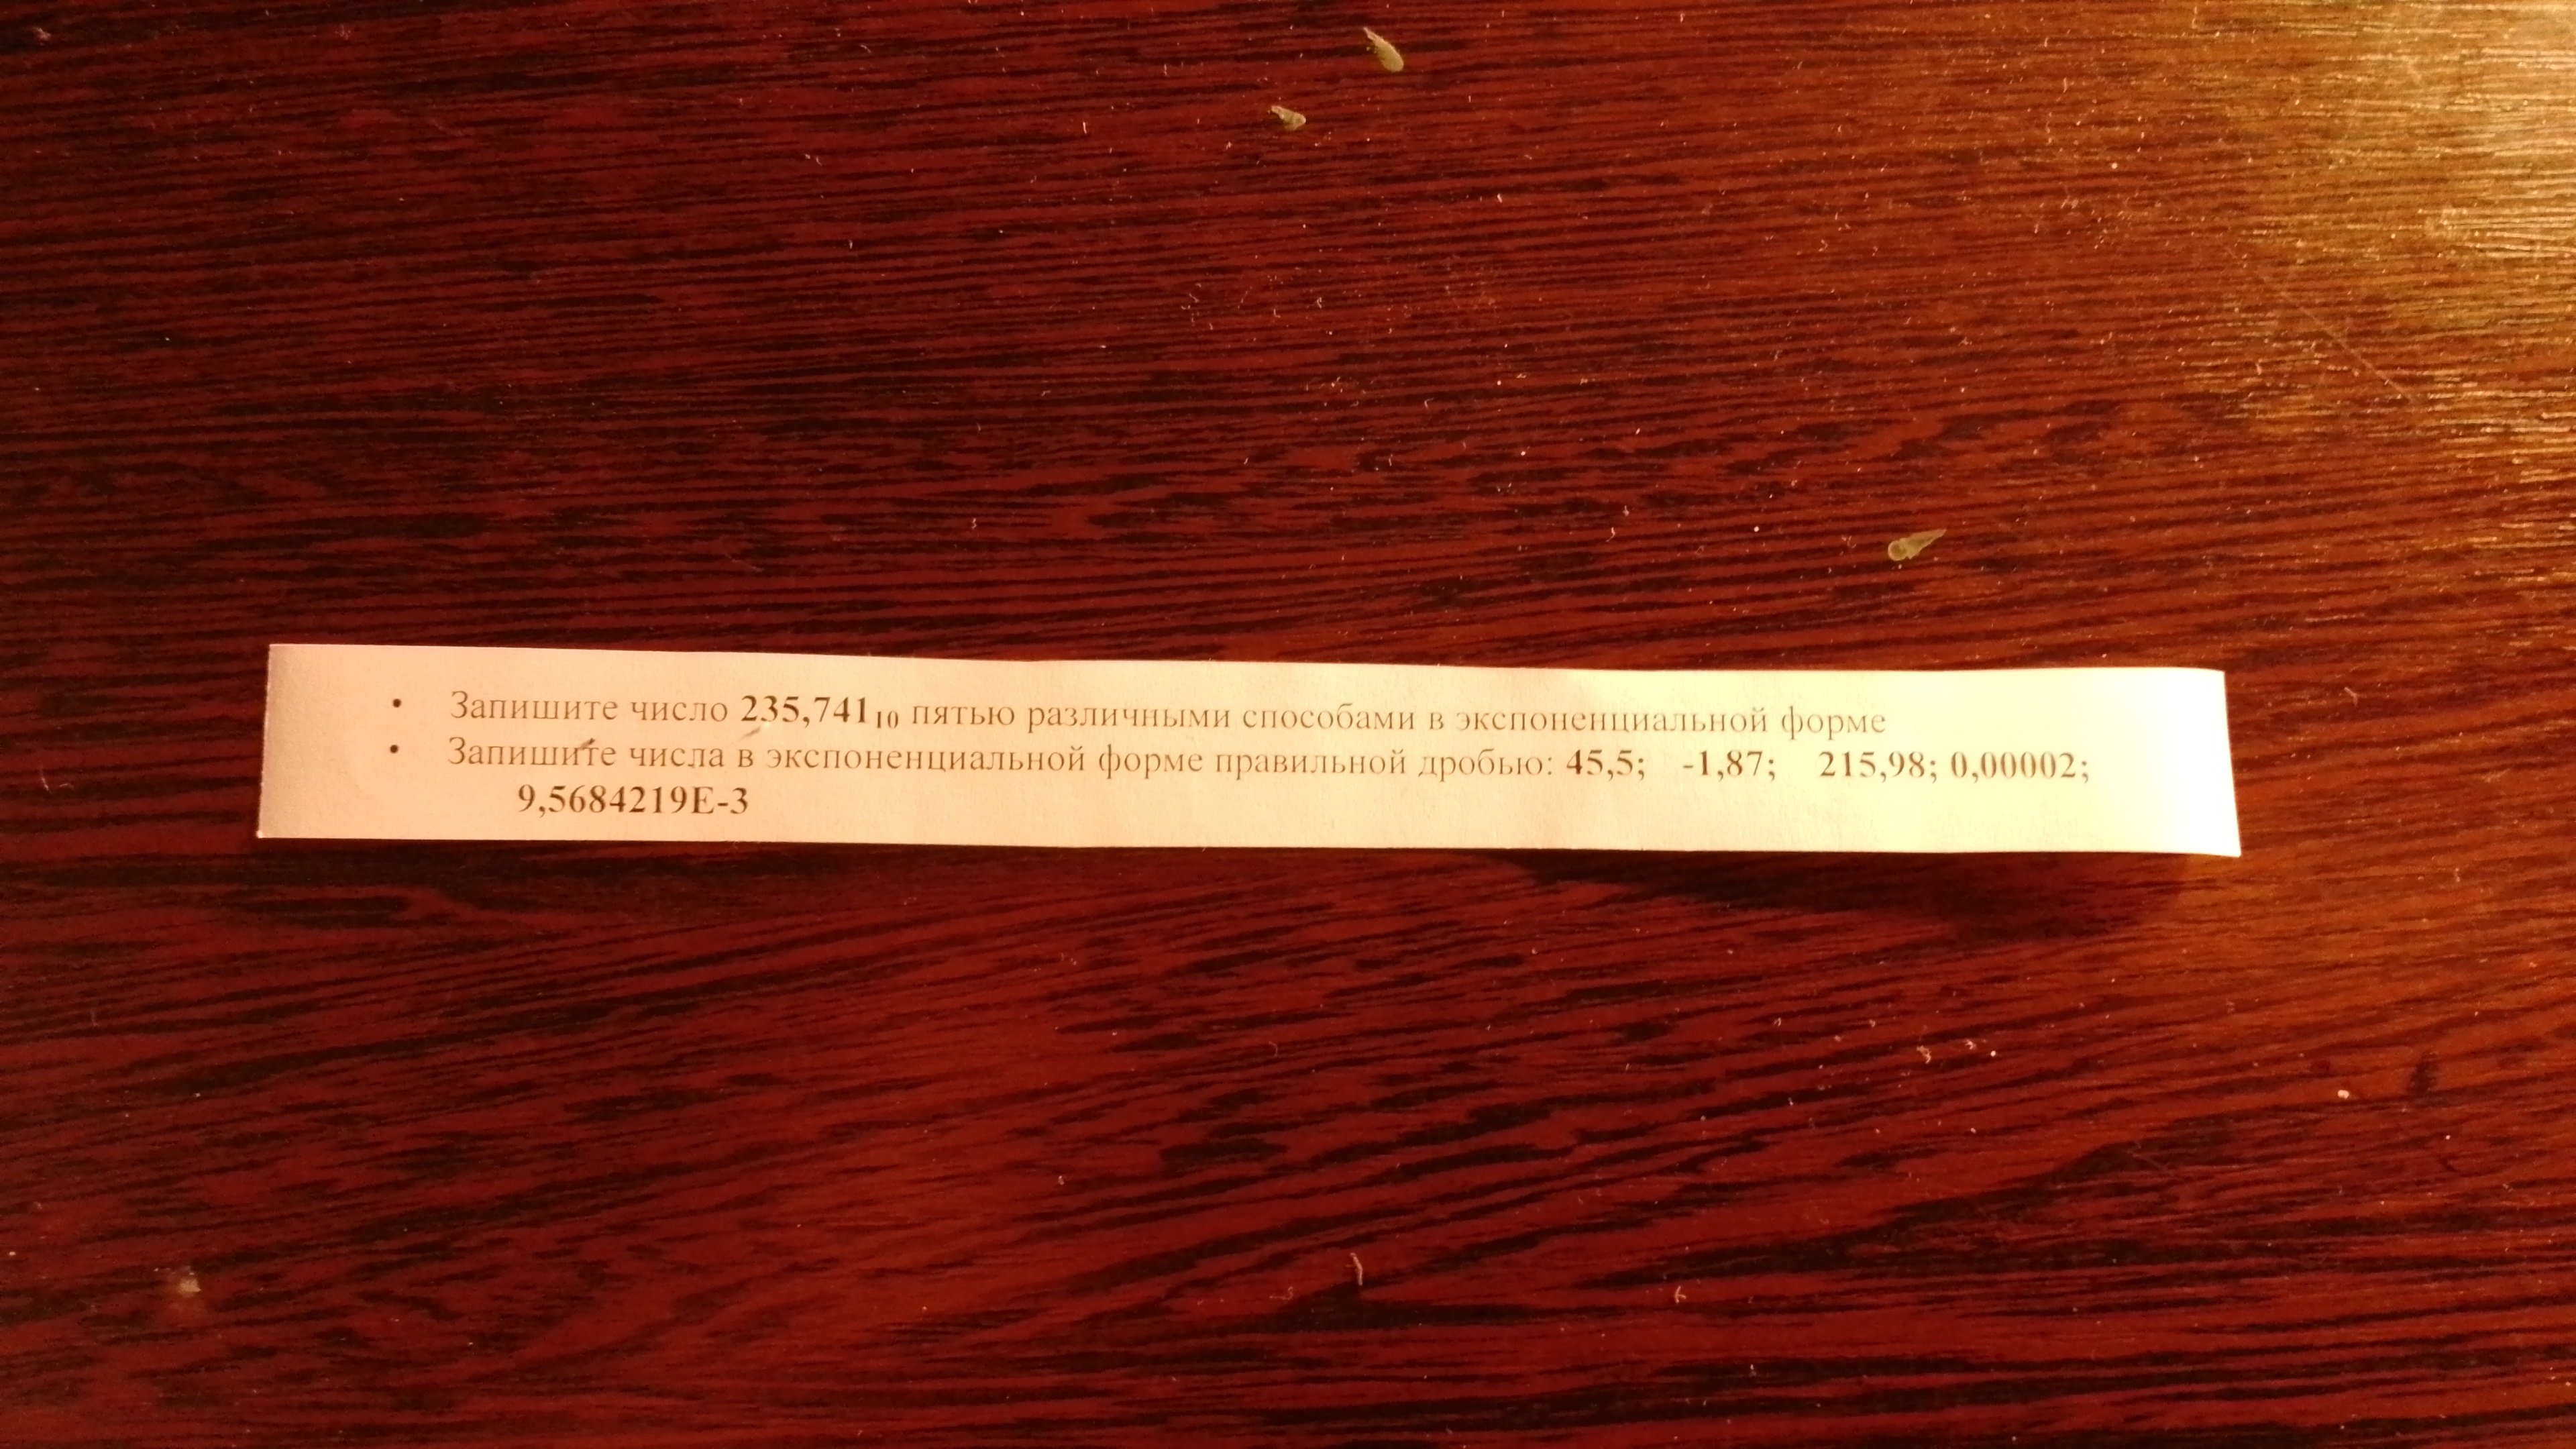 • Запишите число 235,741₁₀ пятью различными способами в экспоненциальной форме
• Запишите числа в экспоненциальной форме правильной дробью: 45,5; -1,87; 215,98; 0,00002;
9,5684219E-3